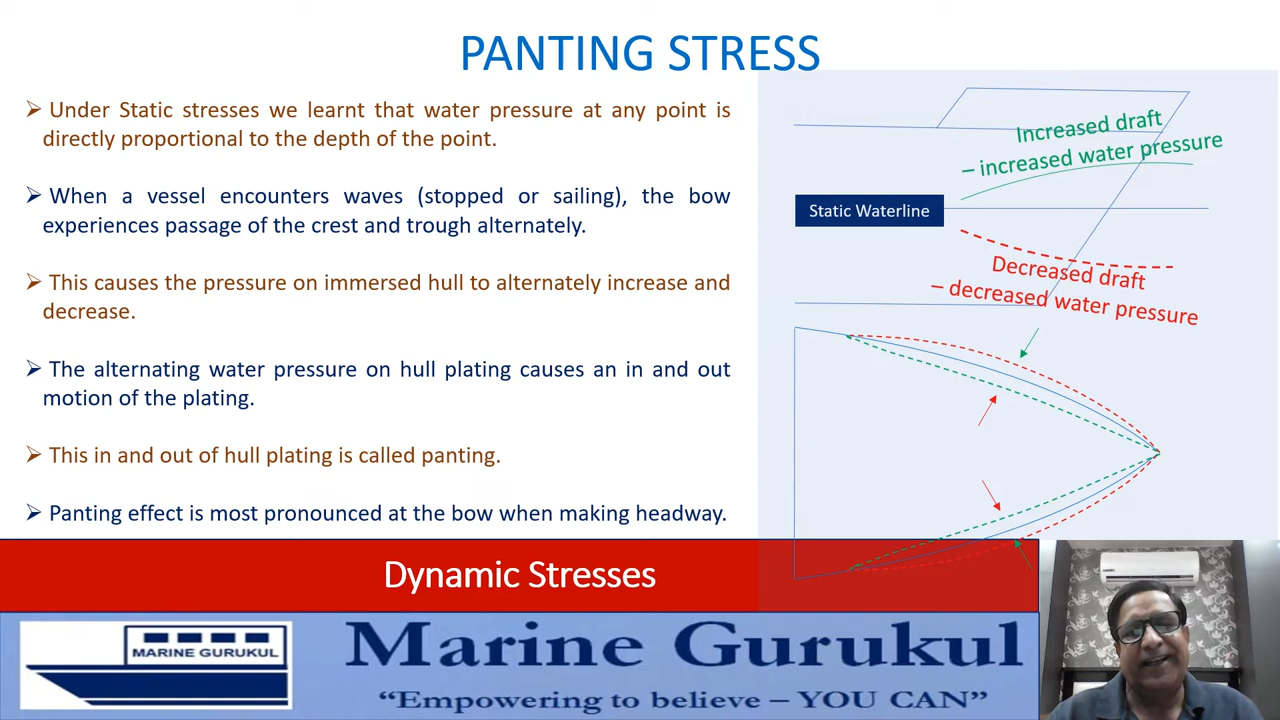 PANTING STRESS
➢ Under Static stresses we learnt that water pressure at any point is
directly proportional to the depth of the point.
➢ When a vessel encounters waves (stopped or sailing), the bow
experiences passage of the crest and trough alternately.
➢ This causes the pressure on immersed hull to alternately increase and
decrease.
➢ The alternating water pressure on hull plating causes an in and out
motion of the plating.
➢ This in and out of hull plating is called panting.
➢ Panting effect is most pronounced at the bow when making headway.
Increased draft
– increased water pressure
Static Waterline
Decreased draft
– decreased water pressure
Dynamic Stresses
MARINE GURUKUL
Marine Gurukul
“Empowering to believe – YOU CAN”